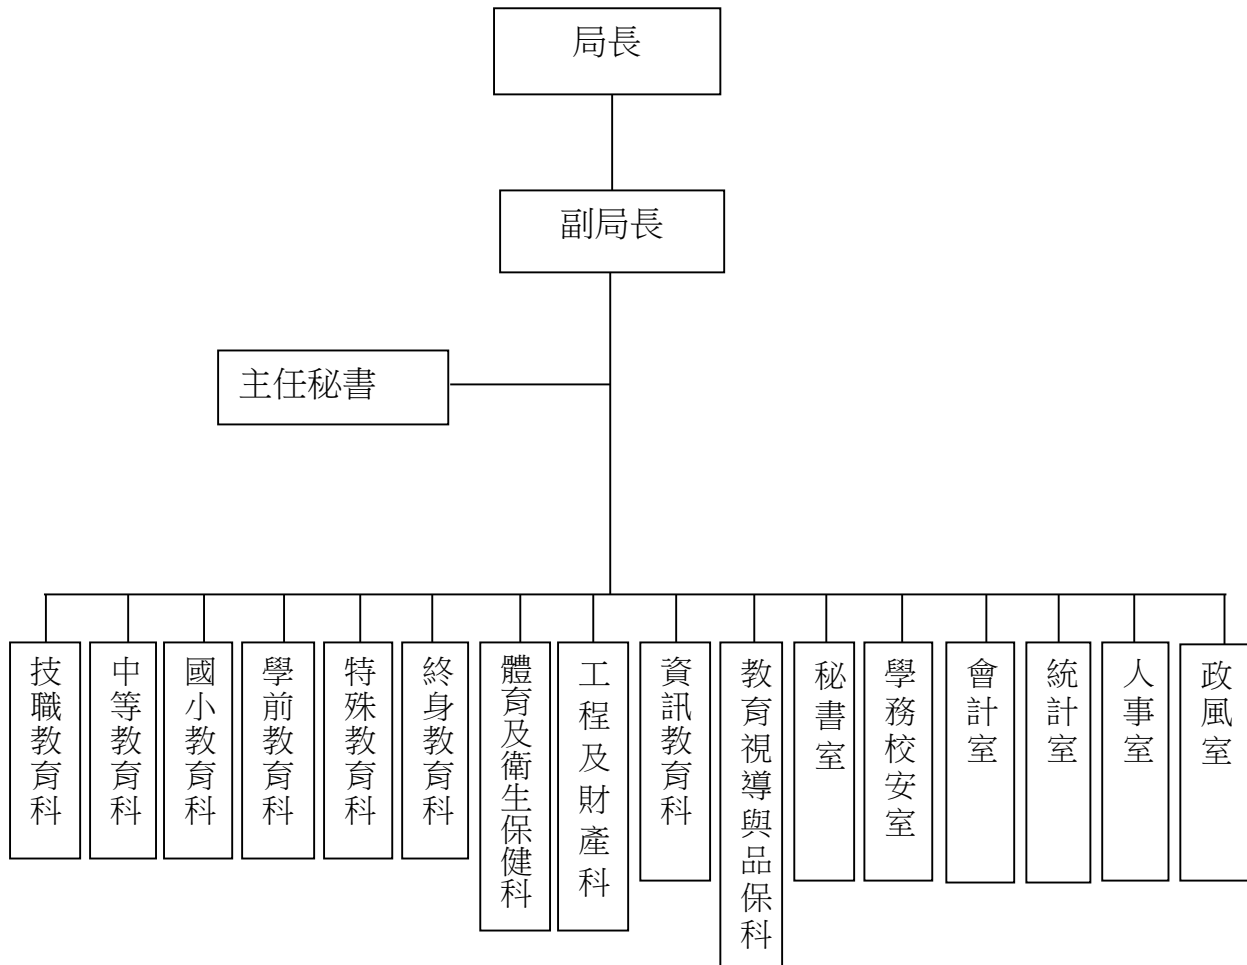 局長
副局長
主任秘書
技職教育科
中等教育科
國小教育科
學前教育科
特殊教育科
終身教育科
體育及衛生保健科
工程及財產科
資訊教育科
教育視導與品保科
秘書室
學務校安室
會計室
統計室
人事室
政風室